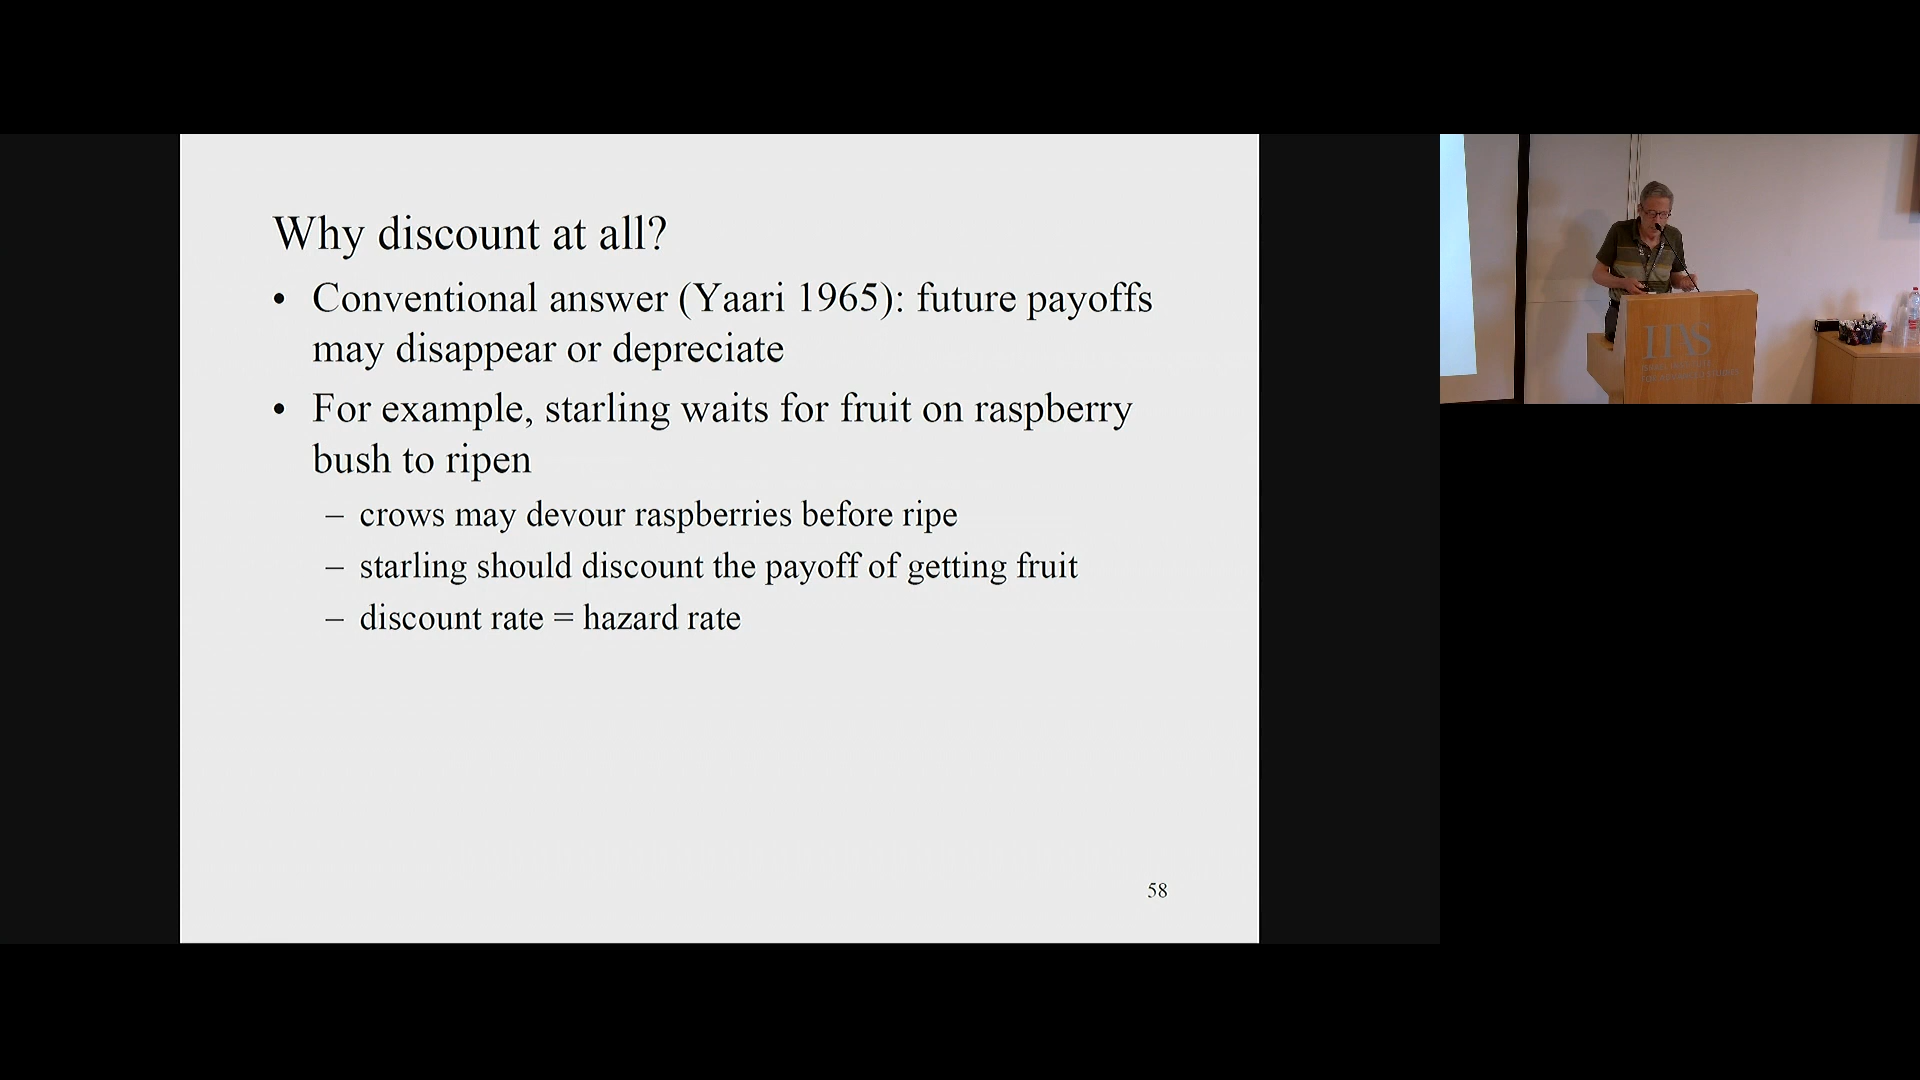 Why discount at all?
• Conventional answer (Yaari 1965): future payoffs
may disappear or depreciate
• For example, starling waits for fruit on raspberry
bush to ripen
– crows may devour raspberries before ripe
– starling should discount the payoff of getting fruit
– discount rate = hazard rate
58
IIAS